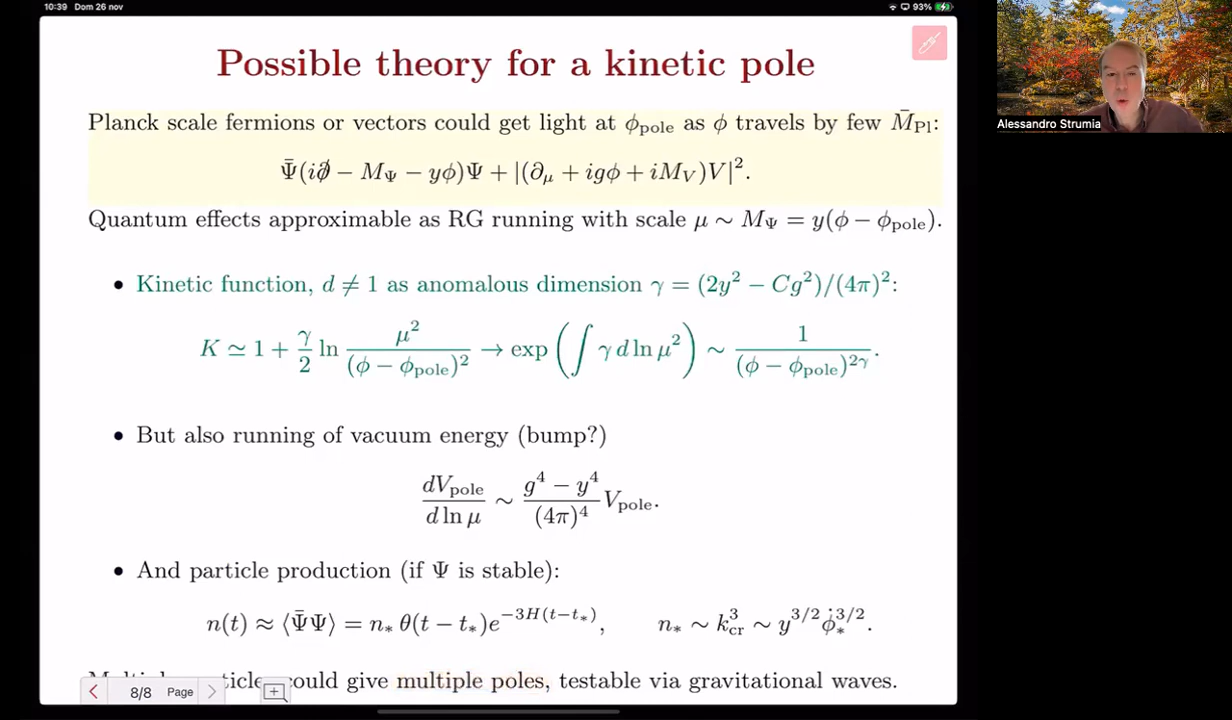 10:39 Dom 26 nov
93%
Possible theory for a kinetic pole
Planck scale fermions or vectors could get light at ϕ_pole as ϕ travels by few M̄_Pl:
Ψ̄(i∂̸ − M_Ψ − yϕ)Ψ + |(∂_μ + igϕ + iM_V)V|².
Quantum effects approximable as RG running with scale μ ∼ M_Ψ = y(ϕ − ϕ_pole).
• Kinetic function, d ≠ 1 as anomalous dimension γ = (2y² − Cg²)/(4π)²:
K ≃ 1 + γ/2 ln μ²/(ϕ − ϕ_pole)² → exp(∫ γ d ln μ²) ∼ 1/(ϕ − ϕ_pole)^{2γ}.
• But also running of vacuum energy (bump?)
dV_pole/d ln μ ∼ (g⁴ − y⁴)/(4π)⁴ V_pole.
• And particle production (if Ψ is stable):
n(t) ≈ ⟨Ψ̄Ψ⟩ = n_* θ(t − t_*)e^{−3H(t−t_*)}, n_* ∼ k_cr³ ∼ y^{3/2} ϕ̇_*^{3/2}.
could give multiple poles, testable via gravitational waves.
8/8 Page
Alessandro Strumia